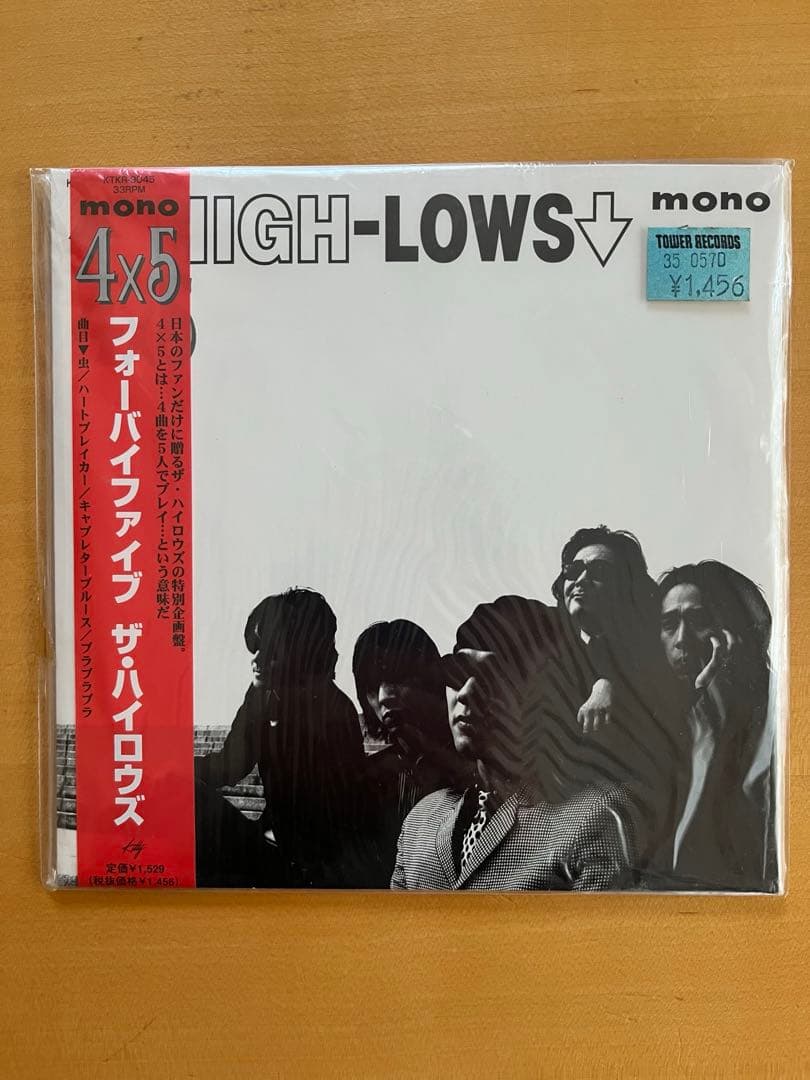 KTKR-3045
33RPM
mono
4×5
フォーバイファイブ ザ・ハイロウズ
日本のファンだけに贈るザ・ハイロウズの特別企画盤。
4×5とは…4曲を5人でプレイ…という意味だ
曲目▼虫/ハートブレイカー/キャプレターブルース/ブラブラブラ
Kitty
定価¥1,529
(税抜価格¥1,456)
HIGH-LOWS↓
mono
TOWER RECORDS
35 0570
¥1,456